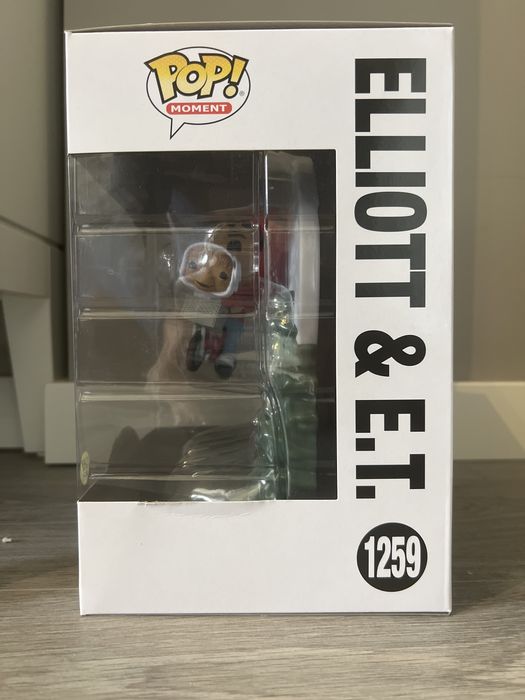 POP!
MOMENT
ELLIOTT & E.T.
1259